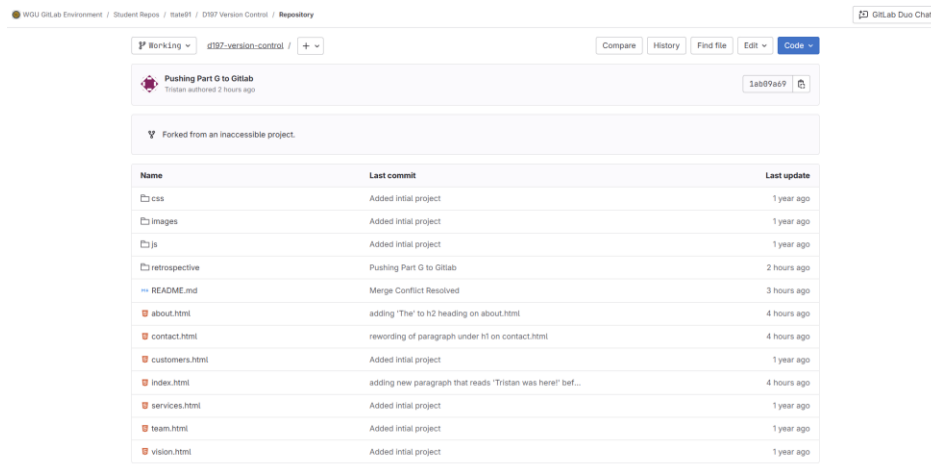 WGU GitLab Environment / Student Repos / ttate91 / D197 Version Control / Repository
GitLab Duo Chat
Working d197-version-control / +
Compare History Find file Edit Code
Pushing Part G to Gitlab
Tristan authored 2 hours ago
1ab09a69
Forked from an inaccessible project.
Name Last commit Last update
css Added intial project 1 year ago
images Added intial project 1 year ago
js Added intial project 1 year ago
retrospective Pushing Part G to Gitlab 2 hours ago
README.md Merge Conflict Resolved 3 hours ago
about.html adding 'The' to h2 heading on about.html 4 hours ago
contact.html rewording of paragraph under h1 on contact.html 4 hours ago
customers.html Added intial project 1 year ago
index.html adding new paragraph that reads 'Tristan was here!' bef... 4 hours ago
services.html Added intial project 1 year ago
team.html Added intial project 1 year ago
vision.html Added intial project 1 year ago